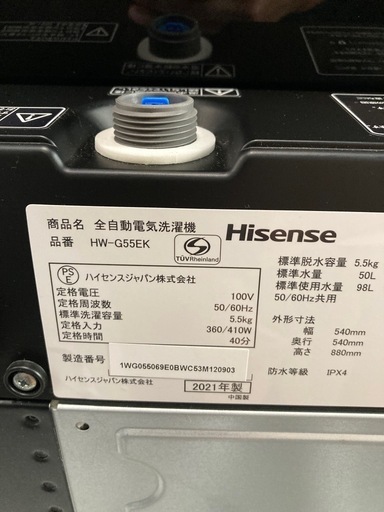 商品名 全自動電気洗濯機
品番 HW-G55EK
TÜVRheinland
Hisense
PSE
ハイセンスジャパン株式会社
定格電圧 100V
定格周波数 50/60Hz
標準洗濯容量 5.5kg
定格入力 360/410W
定格時間 40分
標準脱水容量 5.5kg
標準水量 50L
標準使用水量 98L
50/60Hz共用
外形寸法
幅 540mm
奥行 540mm
高さ 880mm
防水等級 IPX4
製造番号 1WG055069E0BWC53M120903
ハイセンスジャパン株式会社
2021年製
中国製